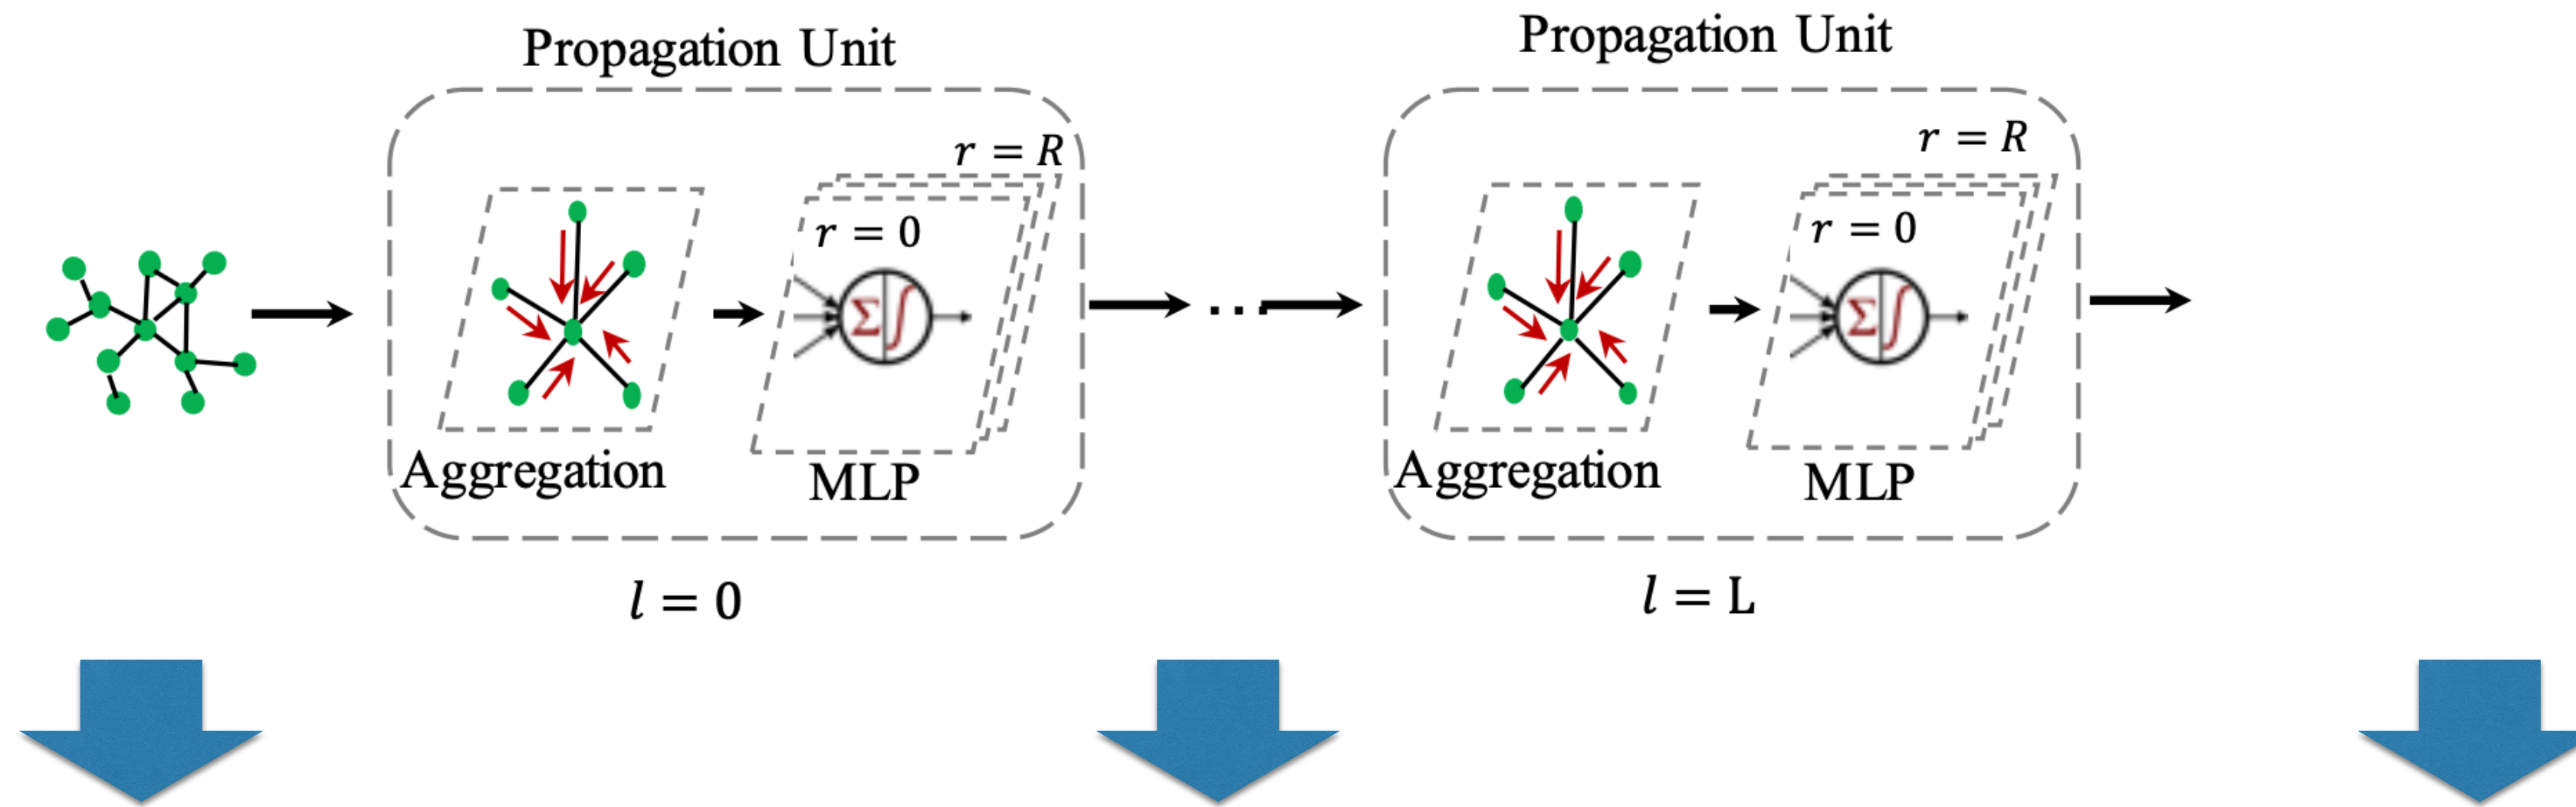 Propagation Unit
r = R
r = 0
Σ ∫
Aggregation
MLP
l = 0
...
Propagation Unit
r = R
r = 0
Σ ∫
Aggregation
MLP
l = L